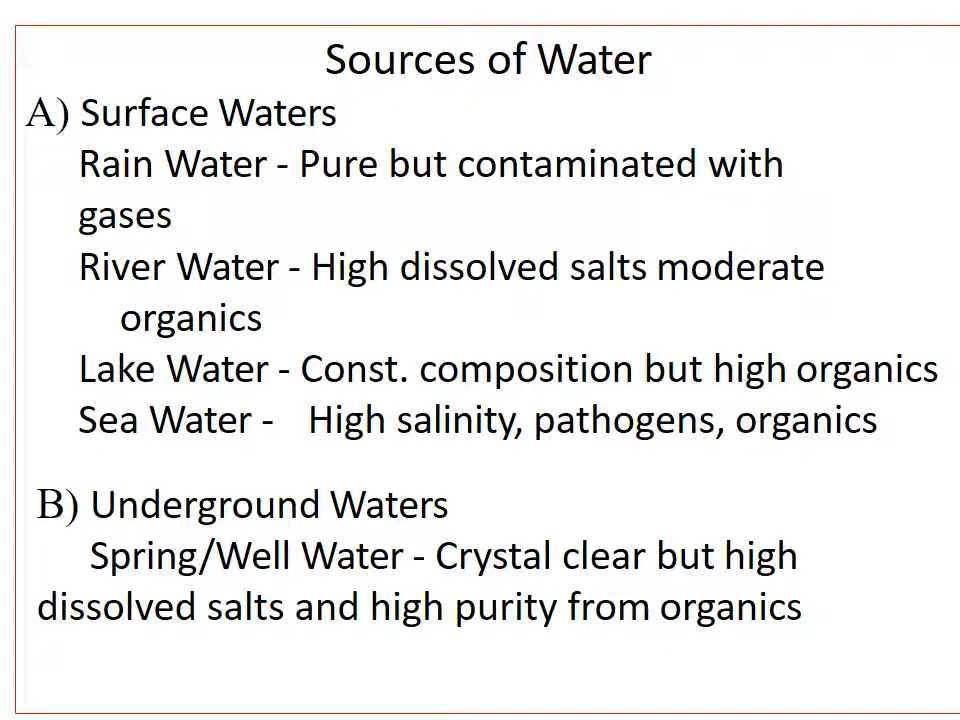 Sources of Water
A) Surface Waters
Rain Water - Pure but contaminated with
gases
River Water - High dissolved salts moderate
organics
Lake Water - Const. composition but high organics
Sea Water - High salinity, pathogens, organics
B) Underground Waters
Spring/Well Water - Crystal clear but high
dissolved salts and high purity from organics